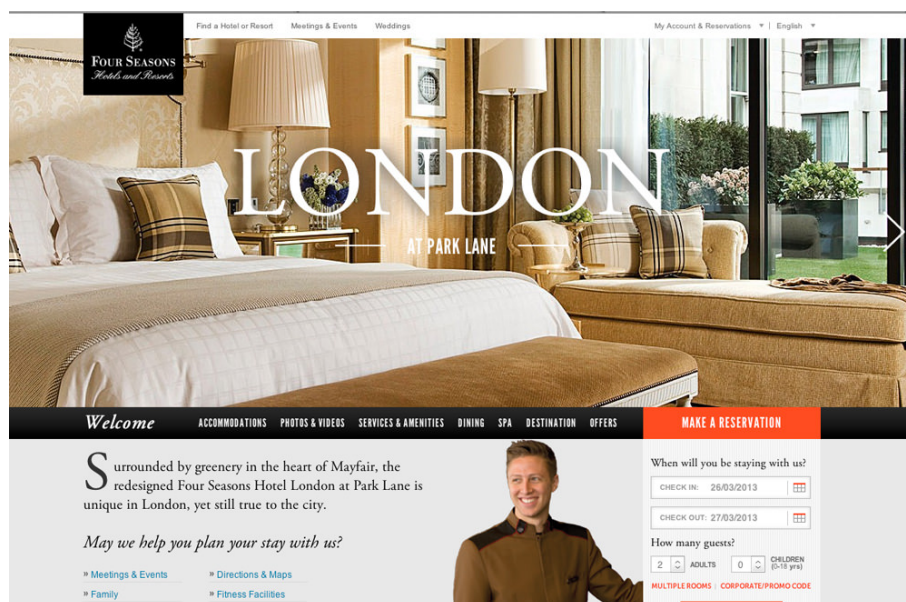 FOUR SEASONS
Hotels and Resorts
Find a Hotel or Resort Meetings & Events Weddings
My Account & Reservations English
LONDON
AT PARK LANE
Welcome
ACCOMMODATIONS PHOTOS & VIDEOS SERVICES & AMENITIES DINING SPA DESTINATION OFFERS
MAKE A RESERVATION
Surrounded by greenery in the heart of Mayfair, the
redesigned Four Seasons Hotel London at Park Lane is
unique in London, yet still true to the city.
May we help you plan your stay with us?
» Meetings & Events
» Directions & Maps
» Family
» Fitness Facilities
When will you be staying with us?
CHECK IN: 26/03/2013
CHECK OUT: 27/03/2013
How many guests?
2 ADULTS 0 CHILDREN
(0-18 yrs)
MULTIPLE ROOMS | CORPORATE/PROMO CODE